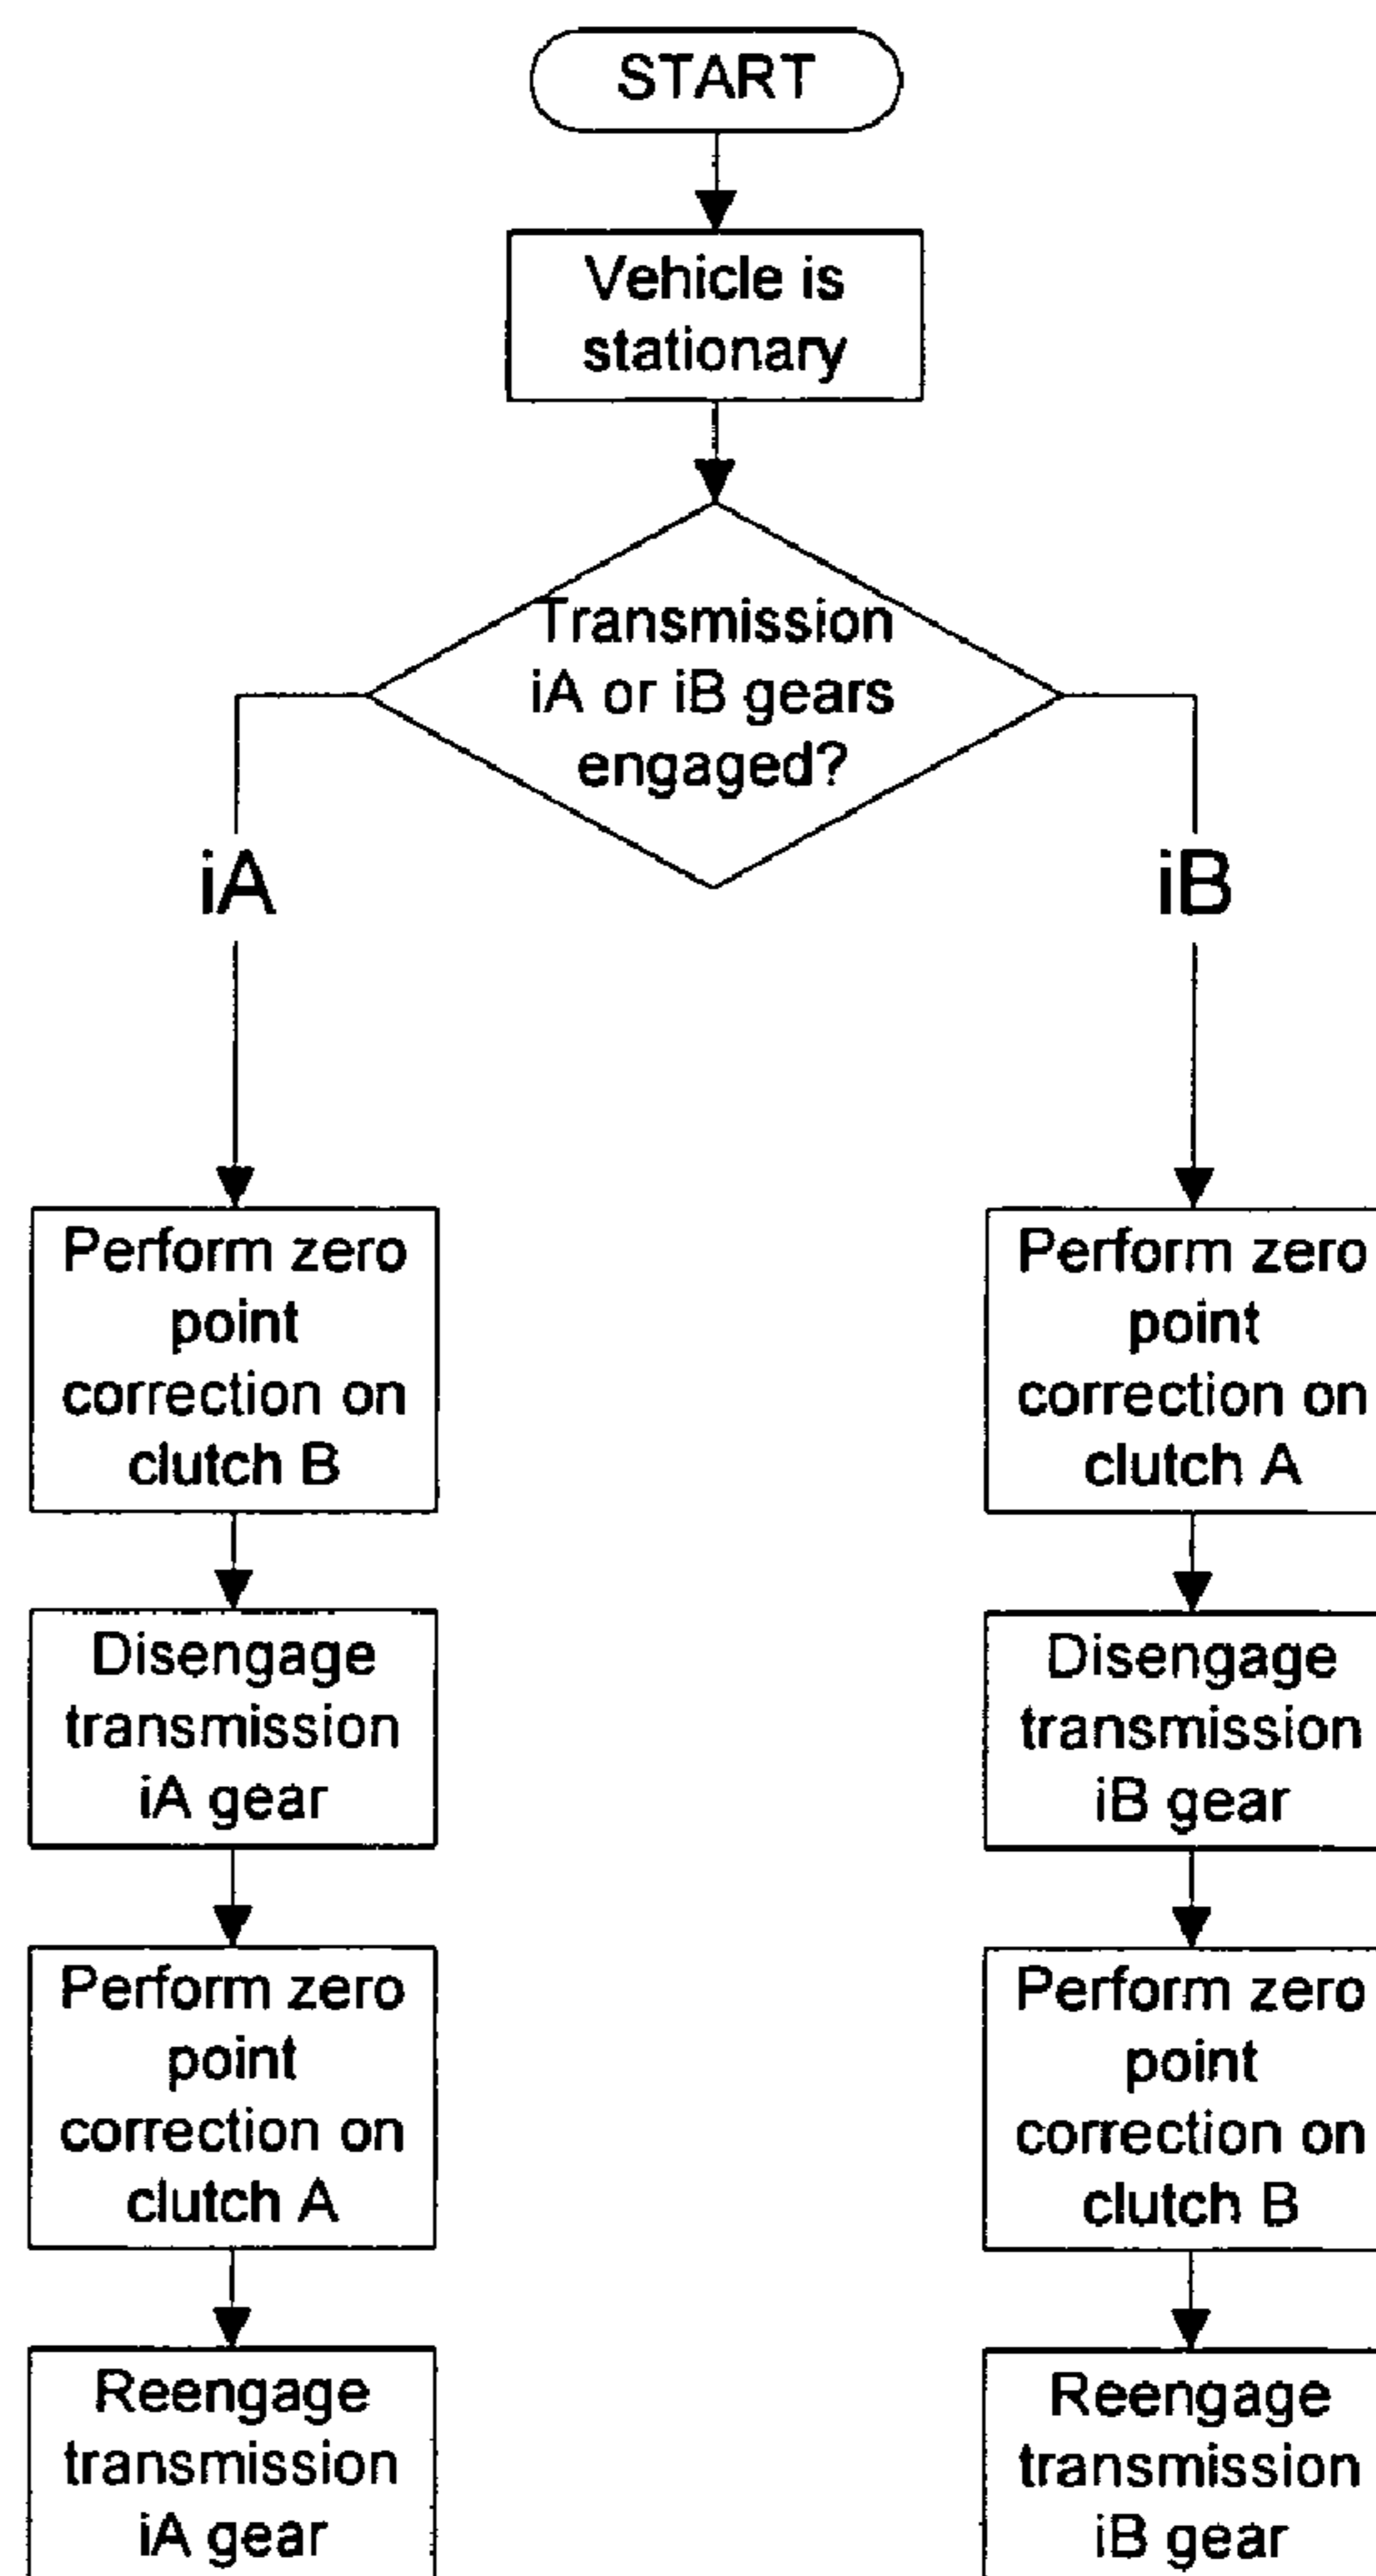 START
Vehicle is
stationary
Transmission
iA or iB gears
engaged?
iA
iB
Perform zero
point
correction on
clutch B
Disengage
transmission
iA gear
Perform zero
point
correction on
clutch A
Reengage
transmission
iA gear
Perform zero
point
correction on
clutch A
Disengage
transmission
iB gear
Perform zero
point
correction on
clutch B
Reengage
transmission
iB gear